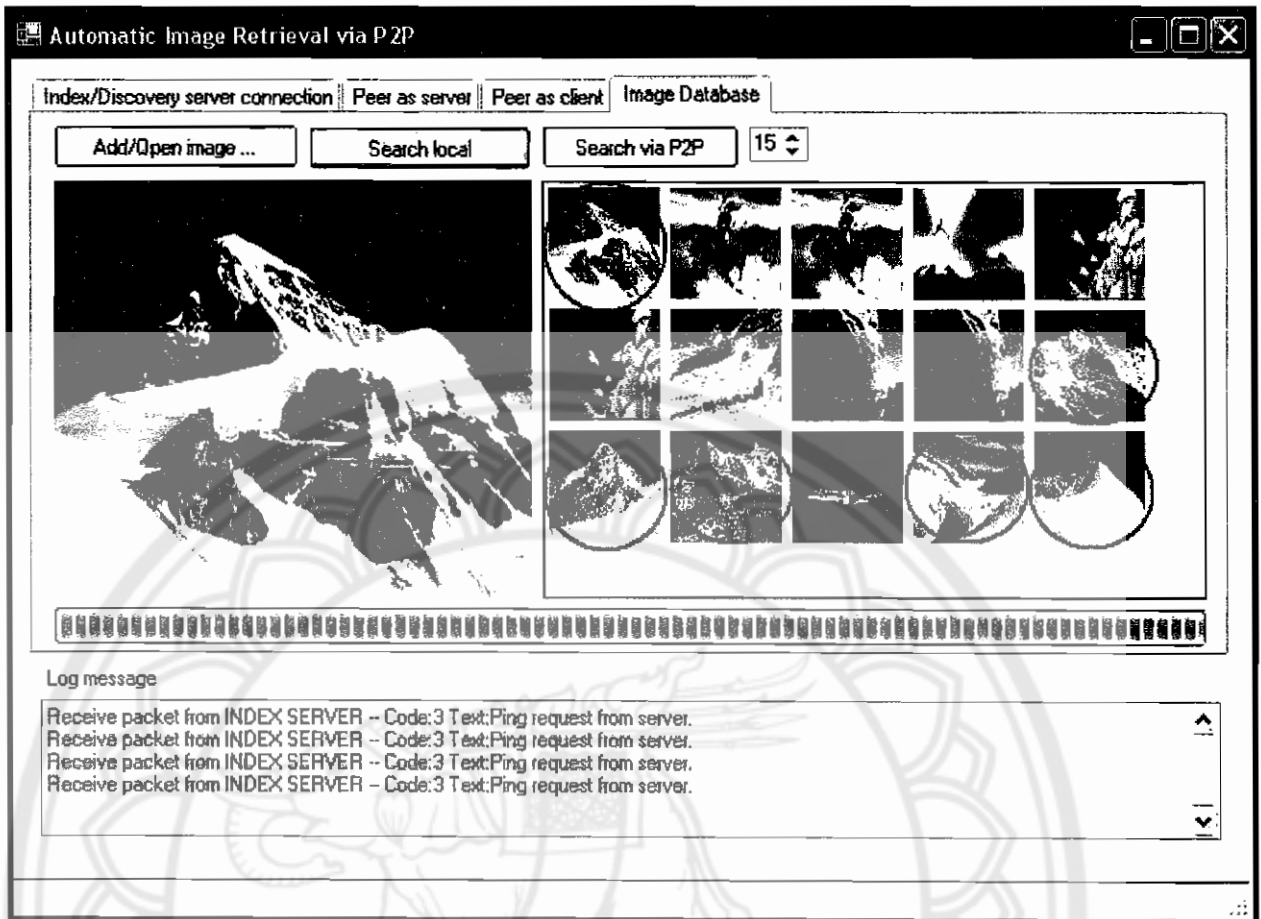 Automatic Image Retrieval via P2P
Index/Discovery server connection Peer as server Peer as client Image Database
Add/Open image ... Search local Search via P2P 15
Log message
Receive packet from INDEX SERVER -- Code:3 Text:Ping request from server.
Receive packet from INDEX SERVER -- Code:3 Text:Ping request from server.
Receive packet from INDEX SERVER -- Code:3 Text:Ping request from server.
Receive packet from INDEX SERVER -- Code:3 Text:Ping request from server.